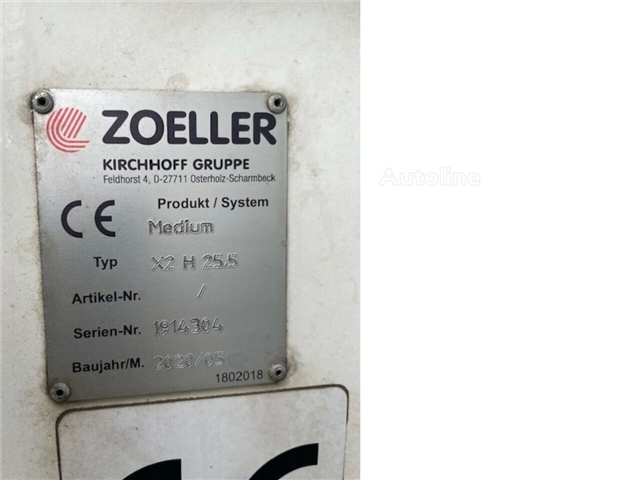 ZOELLER
KIRCHHOFF GRUPPE
Feldhorst 4, D-27711 Osterholz-Scharmbeck
CE
Produkt / System
Medium
Typ X2 H 25.5
Artikel-Nr. /
Serien-Nr. 1914304
Baujahr/M. 2020/05
1802018
Autoline